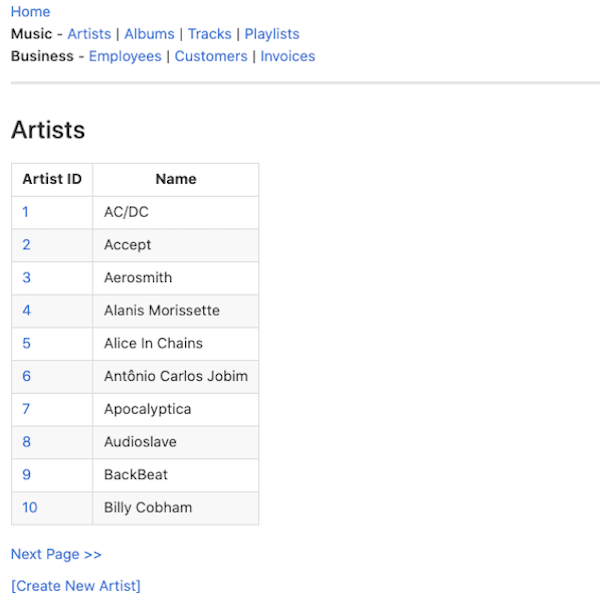 Home
Music - Artists | Albums | Tracks | Playlists
Business - Employees | Customers | Invoices
Artists
Artist ID Name
1 AC/DC
2 Accept
3 Aerosmith
4 Alanis Morissette
5 Alice In Chains
6 Antônio Carlos Jobim
7 Apocalyptica
8 Audioslave
9 BackBeat
10 Billy Cobham
Next Page >>
[Create New Artist]